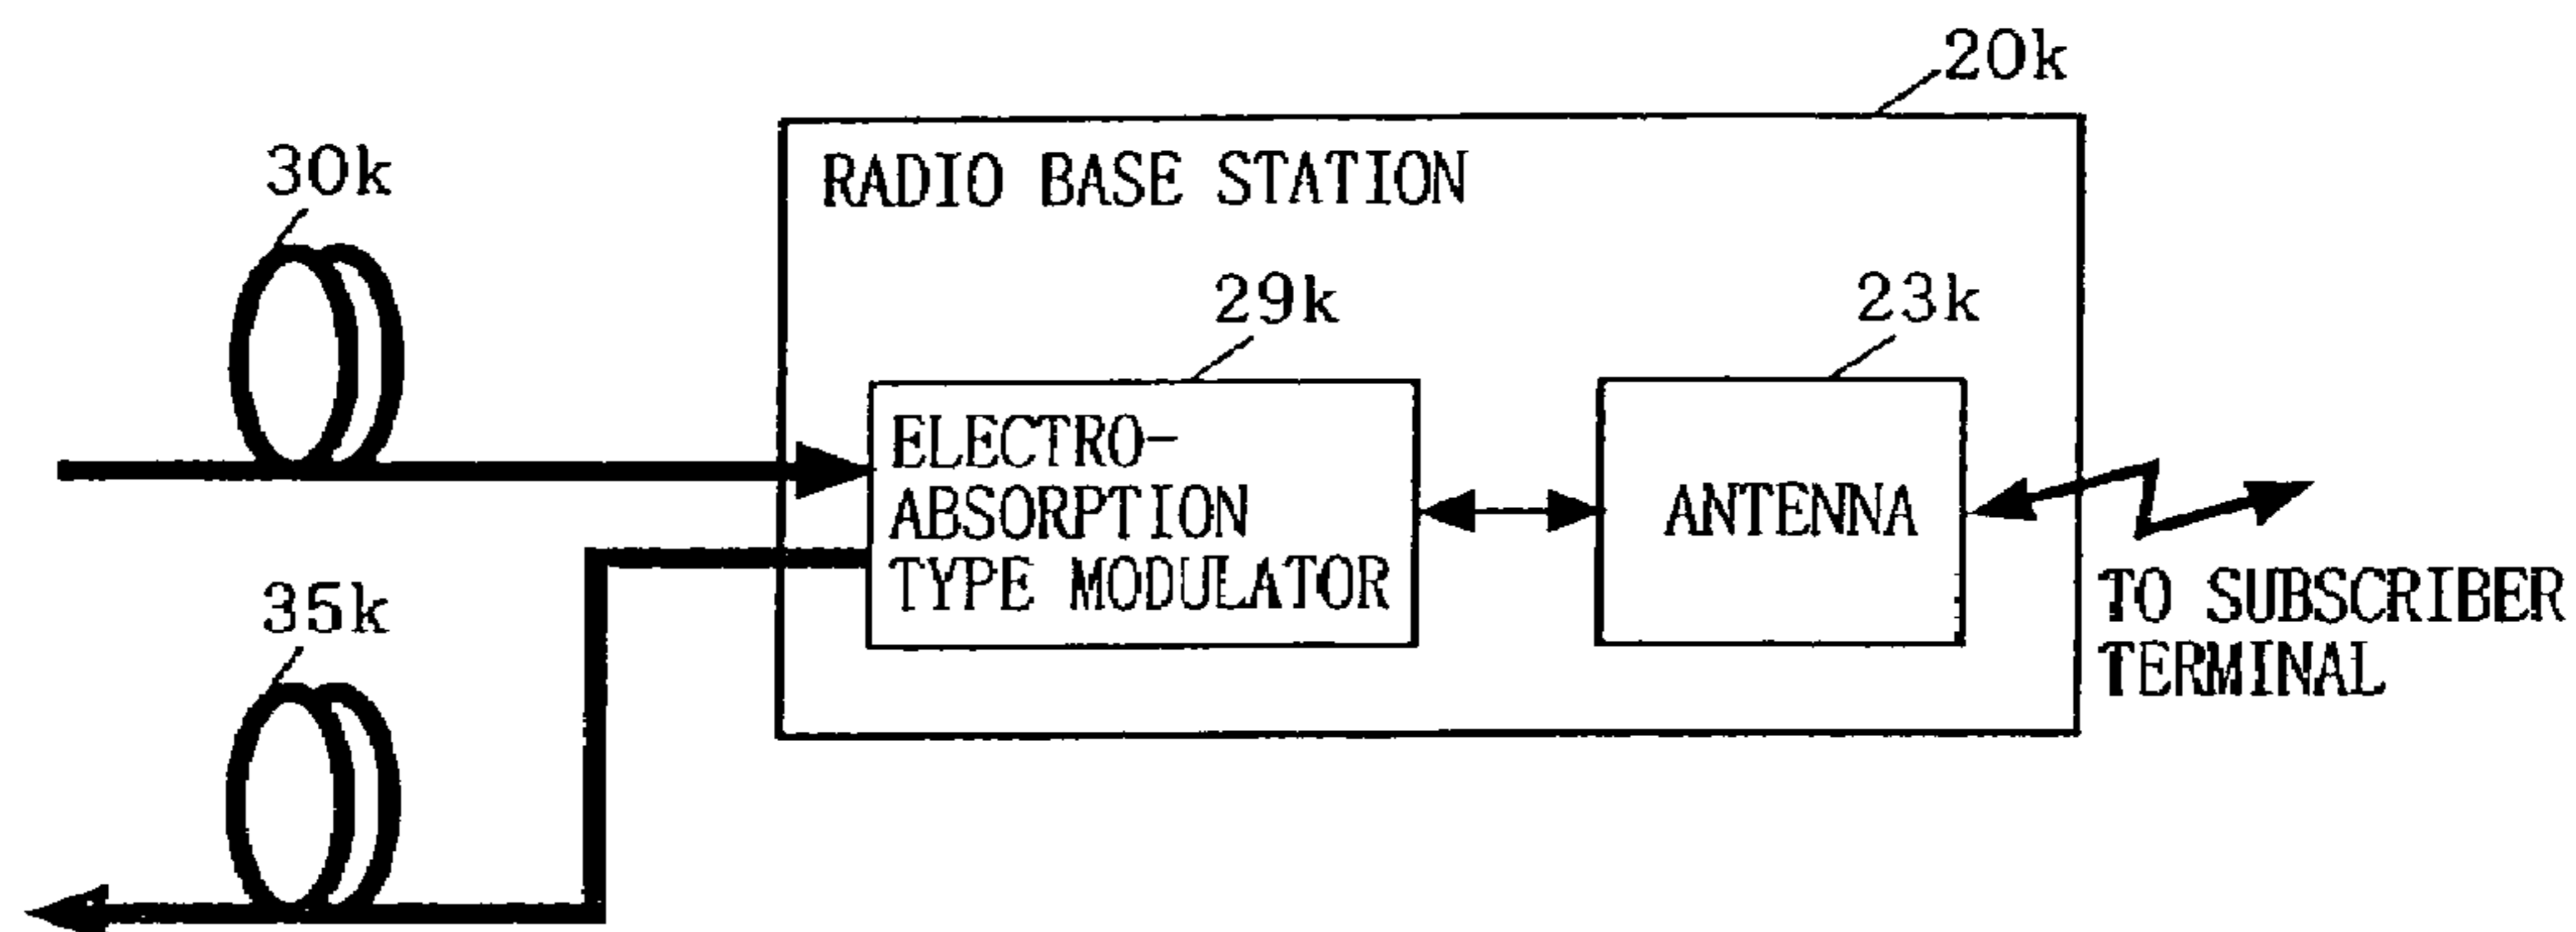 20k
30k
RADIO BASE STATION
29k
23k
ELECTRO-
ABSORPTION
TYPE MODULATOR
ANTENNA
35k
TO SUBSCRIBER
TERMINAL